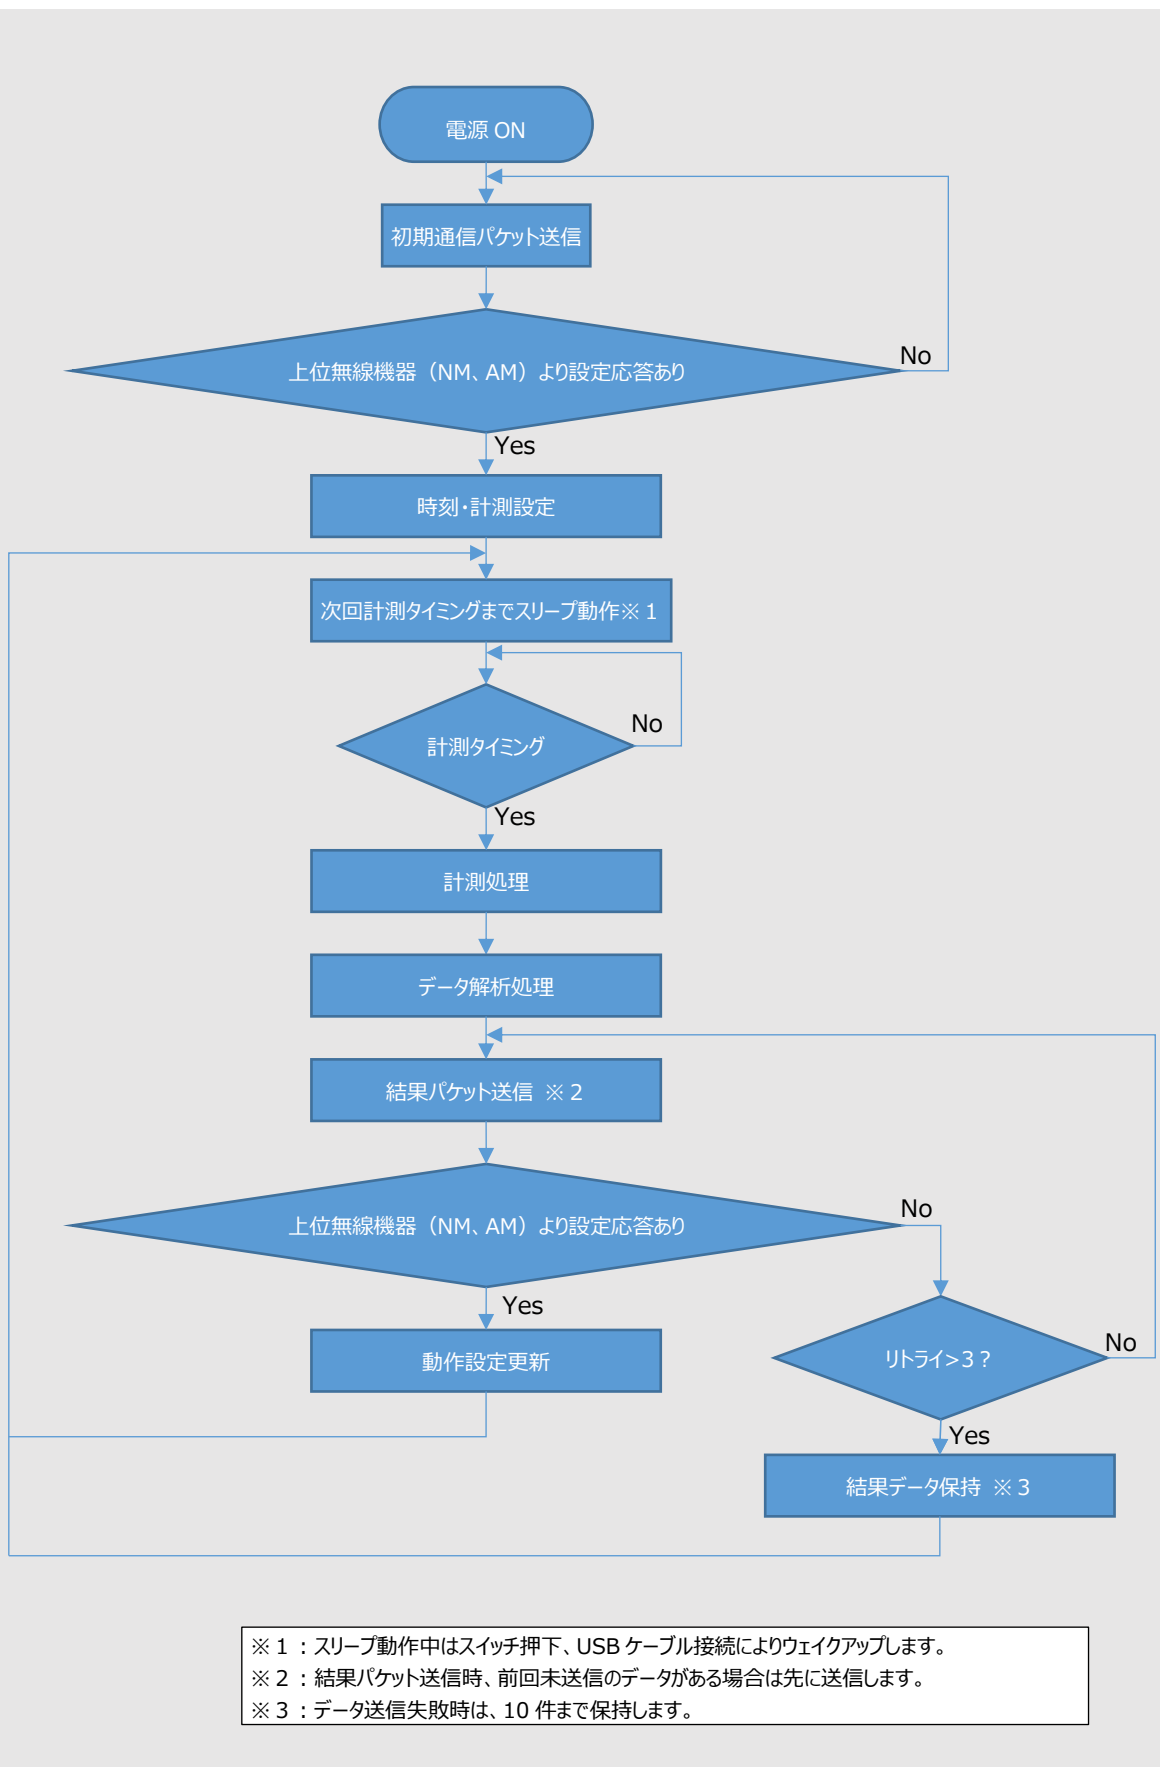 電源 ON
初期通信パケット送信
上位無線機器（NM、AM）より設定応答あり
No
Yes
時刻・計測設定
次回計測タイミングまでスリープ動作※１
計測タイミング
No
Yes
計測処理
データ解析処理
結果パケット送信 ※２
上位無線機器（NM、AM）より設定応答あり
No
Yes
動作設定更新
リトライ>3？
No
Yes
結果データ保持 ※３
※１：スリープ動作中はスイッチ押下、USB ケーブル接続によりウェイクアップします。
※２：結果パケット送信時、前回未送信のデータがある場合は先に送信します。
※３：データ送信失敗時は、10 件まで保持します。